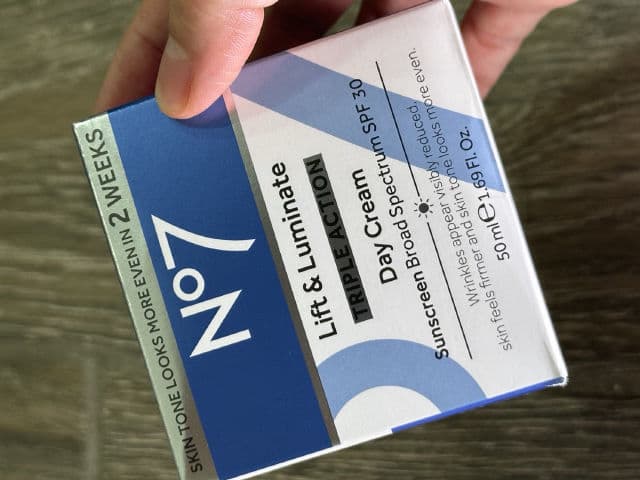 SKIN TONE LOOKS MORE EVEN IN 2 WEEKS
No7
Lift & Luminate
TRIPLE ACTION
Day Cream
Sunscreen Broad Spectrum SPF 30
Wrinkles appear visibly reduced,
skin feels firmer and skin tone looks more even.
50 ml ℮ 1.69 Fl. Oz.